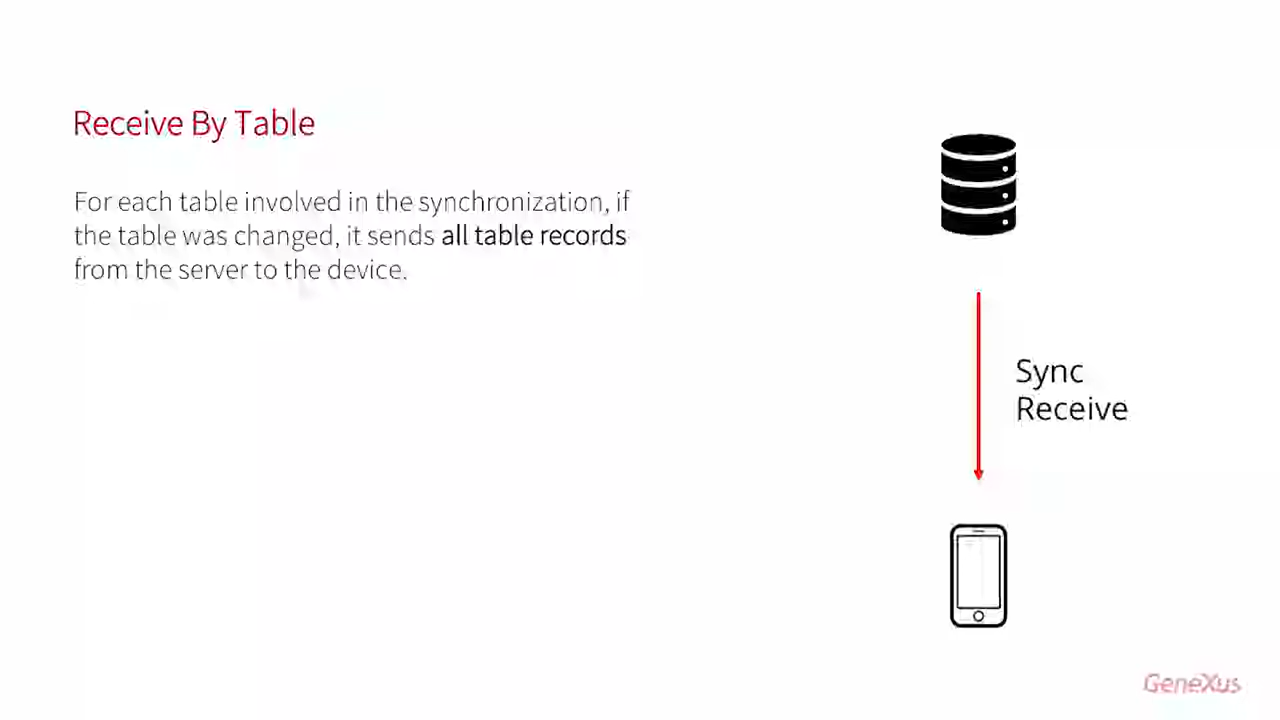 Receive By Table
For each table involved in the synchronization, if
the table was changed, it sends all table records
from the server to the device.
Sync
Receive
GeneXus